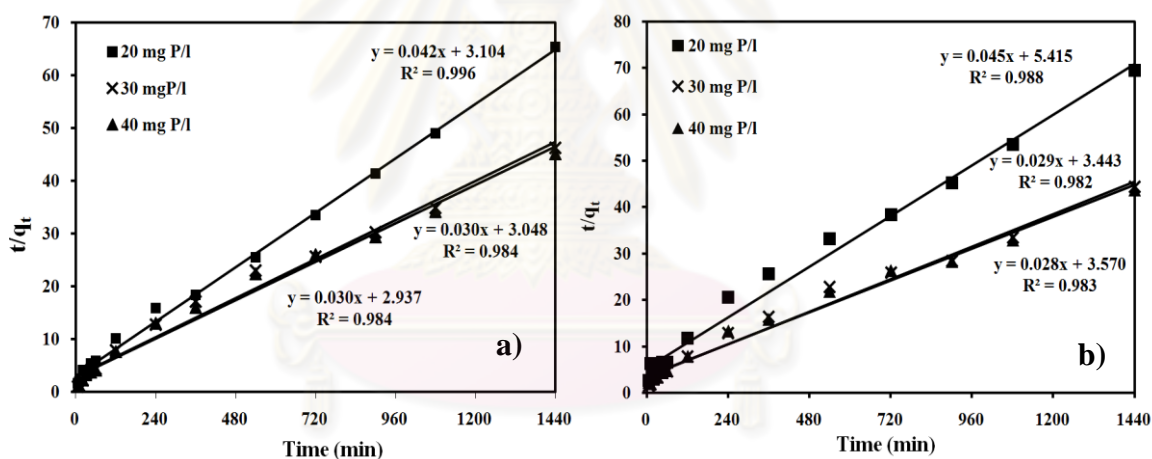 70
60
50
40
30
20
10
0
t/qt
20 mg P/l
30 mgP/l
40 mg P/l
y = 0.042x + 3.104
R² = 0.996
y = 0.030x + 3.048
R² = 0.984
y = 0.030x + 2.937
R² = 0.984
a)
0 240 480 720 960 1200 1440
Time (min)
80
70
60
50
40
30
20
10
0
t/qt
20 mg P/l
30 mg P/l
40 mg P/l
y = 0.045x + 5.415
R² = 0.988
y = 0.029x + 3.443
R² = 0.982
y = 0.028x + 3.570
R² = 0.983
b)
0 240 480 720 960 1200 1440
Time (min)